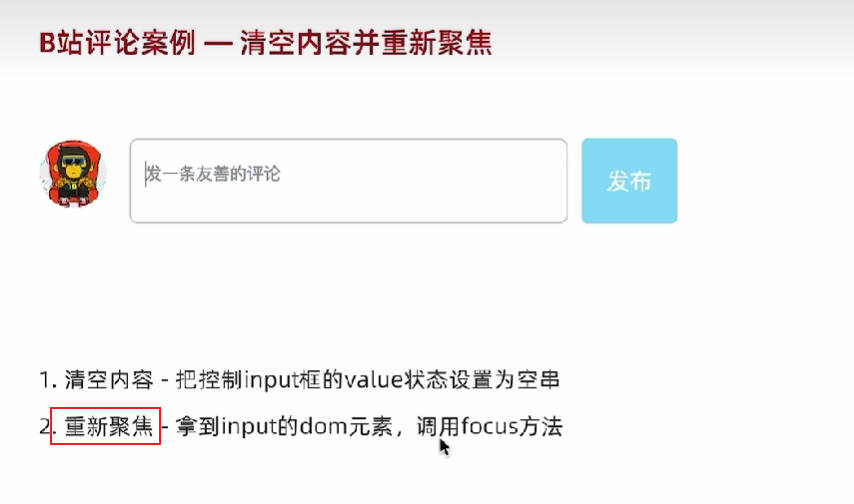 B站评论案例 — 清空内容并重新聚焦
发一条友善的评论
发布
1. 清空内容 - 把控制input框的value状态设置为空串
2. 重新聚焦 - 拿到input的dom元素，调用focus方法